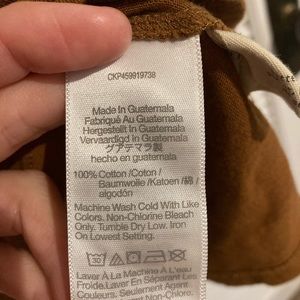 CKP459919738
Made In Guatemala
Fabriqué Au Guatemala
Hergestellt In Guatemala
Vervaardigd in Guatemala
グアテマラ製
hecho en guatemala
100% Cotton /Coton /
Baumwolle /Katoen / 綿 /
algodón
Machine Wash Cold With Like
Colors. Non-Chlorine Bleach
Only. Tumble Dry Low. Iron
On Lowest Setting.
Laver À La Machine À L'eau
Froide. Laver Avec Couleurs
Seulement Agent